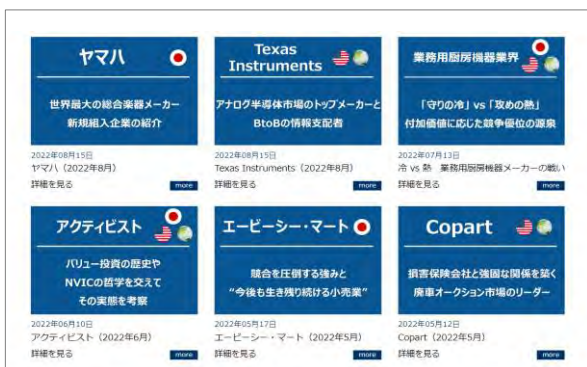 ヤマハ
世界最大の総合楽器メーカー
新規組入企業の紹介
2022年08月15日
ヤマハ（2022年8月）
詳細を見る
more
Texas
Instruments
アナログ半導体市場のトップメーカーと
BtoBの情報支配者
2022年08月15日
Texas Instruments（2022年8月）
詳細を見る
more
業務用厨房機器業界
「守りの冷」vs「攻めの熱」
付加価値に応じた競争優位の源泉
2022年07月13日
冷 vs 熱　業務用厨房機器メーカーの戦い
詳細を見る
more
アクティビスト
バリュー投資の歴史や
NVICの哲学を交えて
その実態を考察
2022年06月10日
アクティビスト（2022年6月）
詳細を見る
more
エービーシー・マート
競合を圧倒する強みと
“今後も生き残り続ける小売業”
2022年05月17日
エービーシー・マート（2022年5月）
詳細を見る
more
Copart
損害保険会社と強固な関係を築く
廃車オークション市場のリーダー
2022年05月12日
Copart（2022年5月）
詳細を見る
more